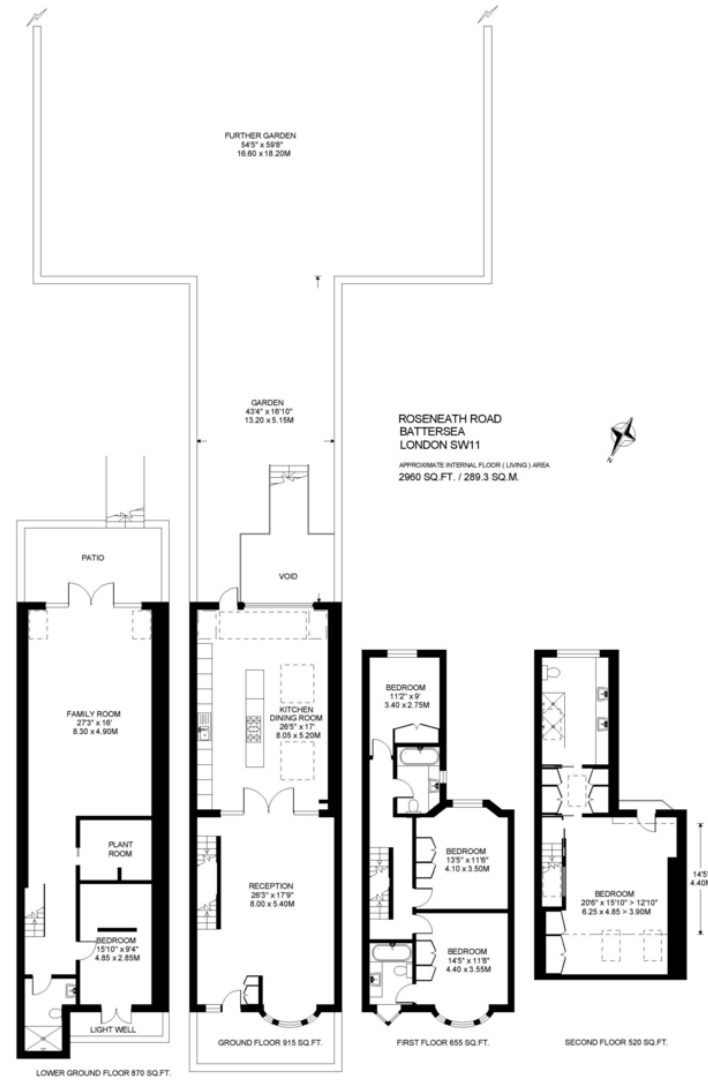 FURTHER GARDEN
54'5" x 59'8"
16.60 x 18.20M
GARDEN
43'4" x 16'10"
13.20 x 5.15M
ROSENEATH ROAD
BATTERSEA
LONDON SW11
APPROXIMATE INTERNAL FLOOR ( LIVING ) AREA
2960 SQ.FT. / 289.3 SQ.M.
N
PATIO
VOID
FAMILY ROOM
27'3" x 16'
8.30 x 4.90M
PLANT
ROOM
BEDROOM
15'10" x 9'4"
4.85 x 2.85M
LIGHT WELL
LOWER GROUND FLOOR 870 SQ.FT.
KITCHEN
DINING ROOM
26'5" x 17'
8.05 x 5.20M
RECEPTION
26'3" x 17'9"
8.00 x 5.40M
GROUND FLOOR 915 SQ.FT.
BEDROOM
11'2" x 9'
3.40 x 2.75M
BEDROOM
13'5" x 11'6"
4.10 x 3.50M
BEDROOM
14'5" x 11'8"
4.40 x 3.55M
FIRST FLOOR 655 SQ.FT.
BEDROOM
20'6" x 15'10" > 12'10"
6.25 x 4.85 > 3.90M
14'5"
4.40M
SECOND FLOOR 520 SQ.FT.